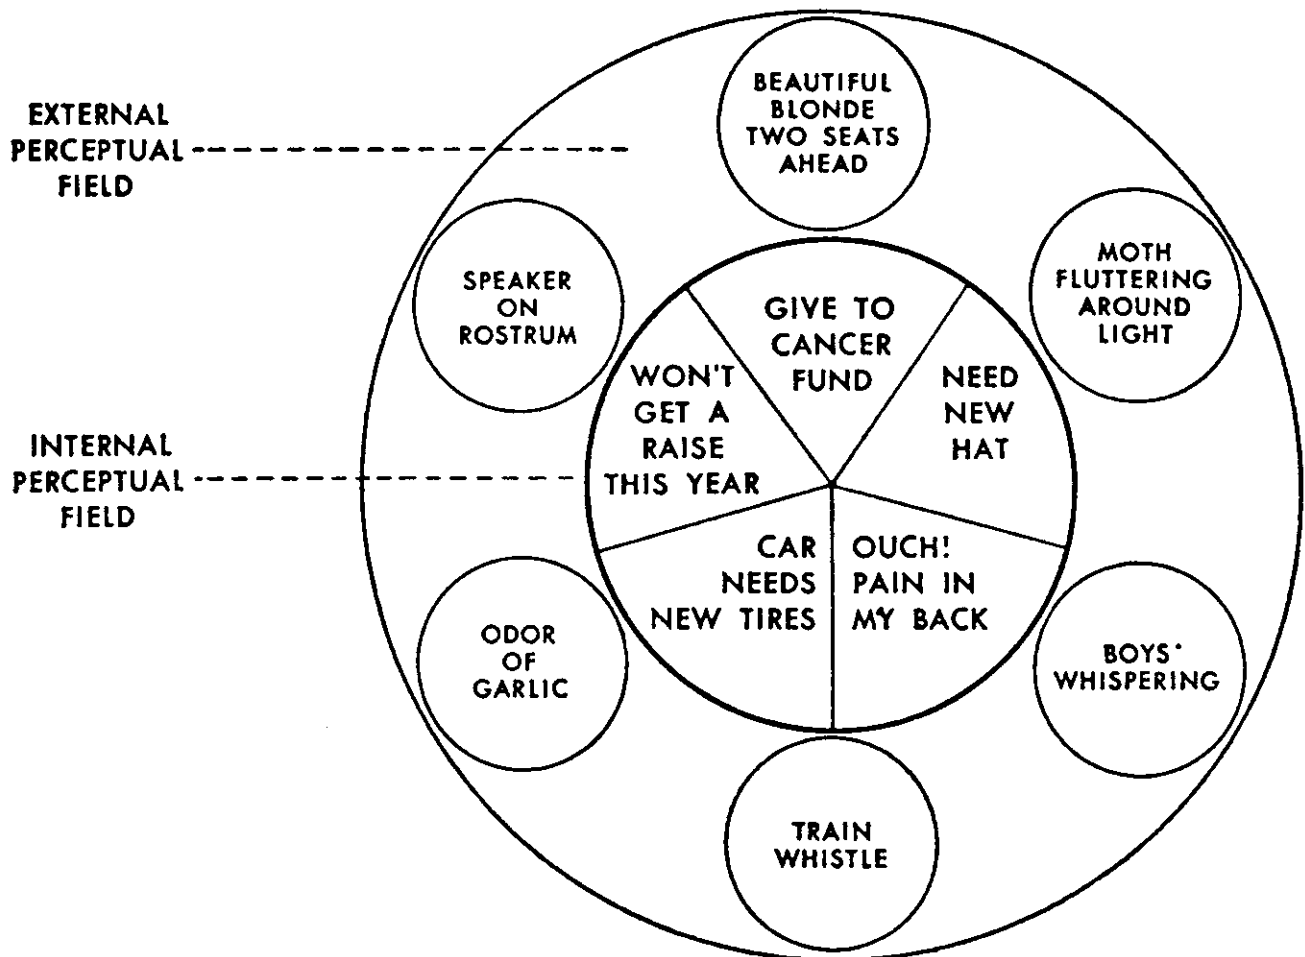 EXTERNAL
PERCEPTUAL
FIELD
BEAUTIFUL
BLONDE
TWO SEATS
AHEAD
SPEAKER
ON
ROSTRUM
MOTH
FLUTTERING
AROUND
LIGHT
GIVE TO
CANCER
FUND
WON'T
GET A
RAISE
THIS YEAR
NEED
NEW
HAT
INTERNAL
PERCEPTUAL
FIELD
CAR
NEEDS
NEW TIRES
OUCH!
PAIN IN
MY BACK
ODOR
OF
GARLIC
BOYS'
WHISPERING
TRAIN
WHISTLE